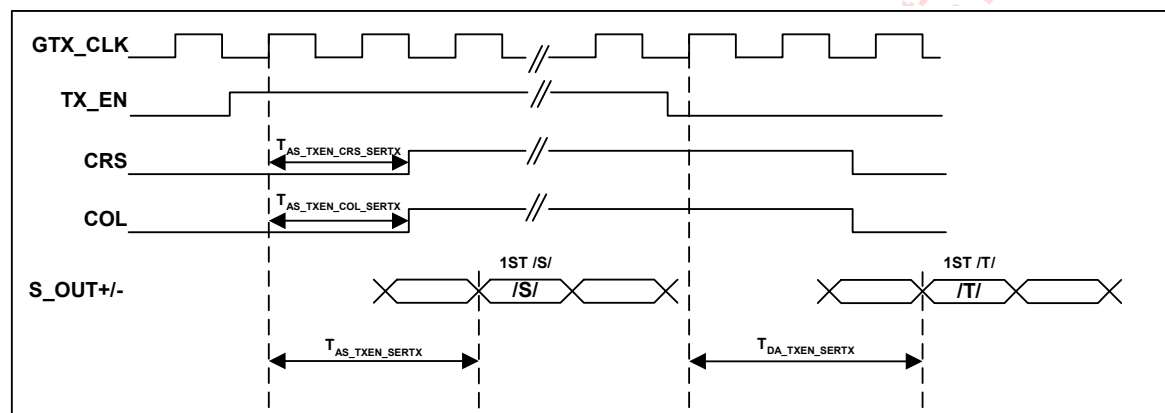 GTX_CLK
TX_EN
CRS
T_AS_TXEN_CRS_SERTX
COL
T_AS_TXEN_COL_SERTX
1ST /S/
1ST /T/
S_OUT+/-
/S/
/T/
T_AS_TXEN_SERTX
T_DA_TXEN_SERTX